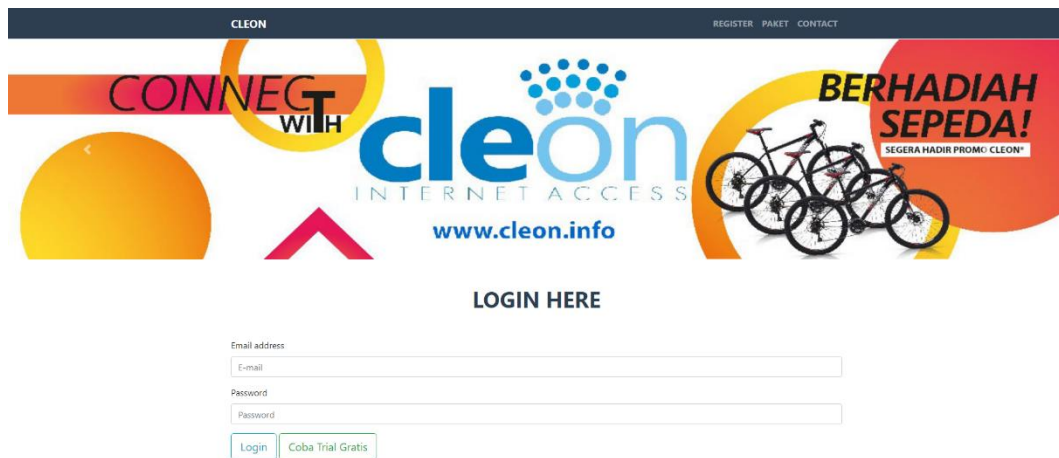 CLEON
REGISTER PAKET CONTACT
CONNECT
WITH
cleon
INTERNET ACCESS
www.cleon.info
BERHADIAH
SEPEDA!
SEGERA HADIR PROMO CLEON*
LOGIN HERE
Email address
E-mail
Password
Password
Login Coba Trial Gratis